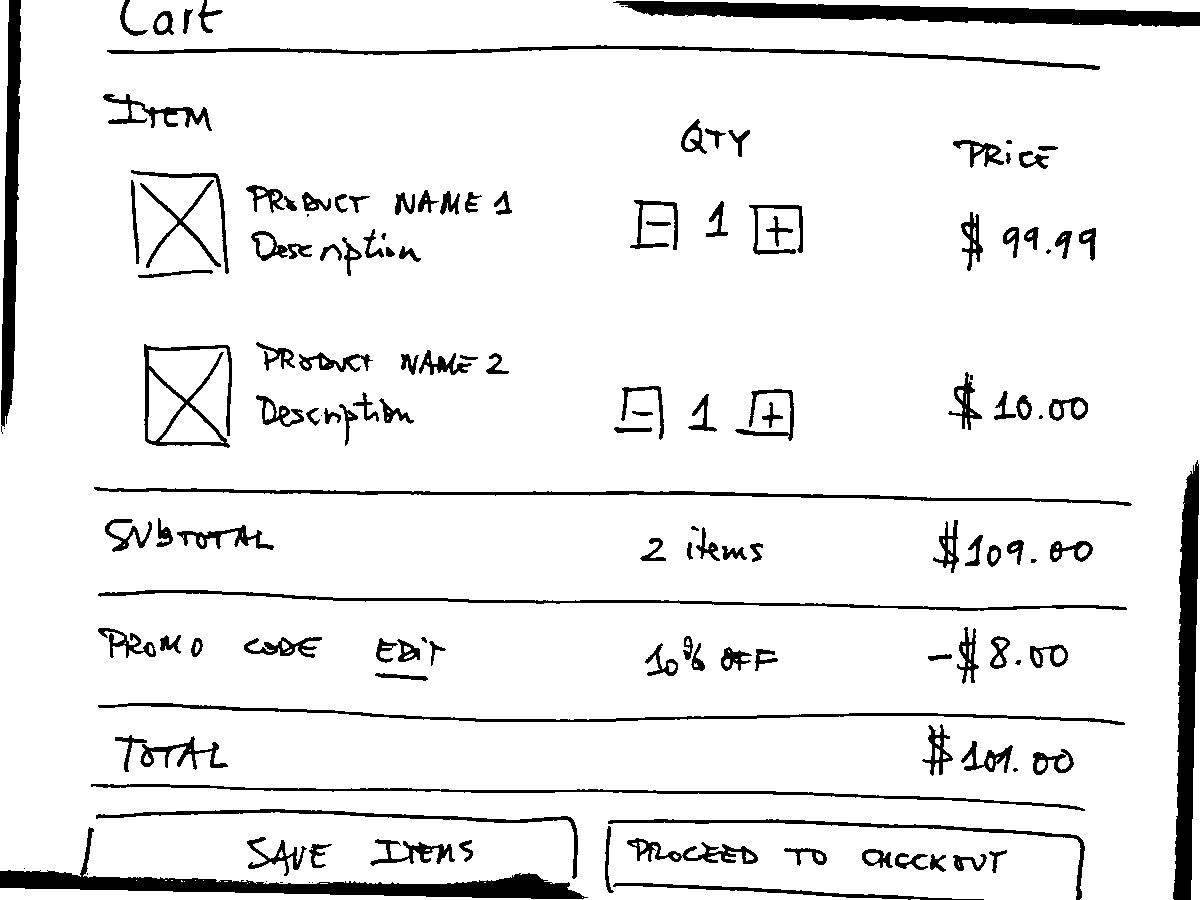 Cart
ITEM QTY PRICE
PRODUCT NAME 1 - 1 + $ 99.99
Description
PRODUCT NAME 2 - 1 + $ 10.00
Description
SUBTOTAL 2 items $109.00
PROMO CODE EDIT 10% OFF -$8.00
TOTAL $101.00
SAVE ITEMS PROCEED TO CHECKOUT